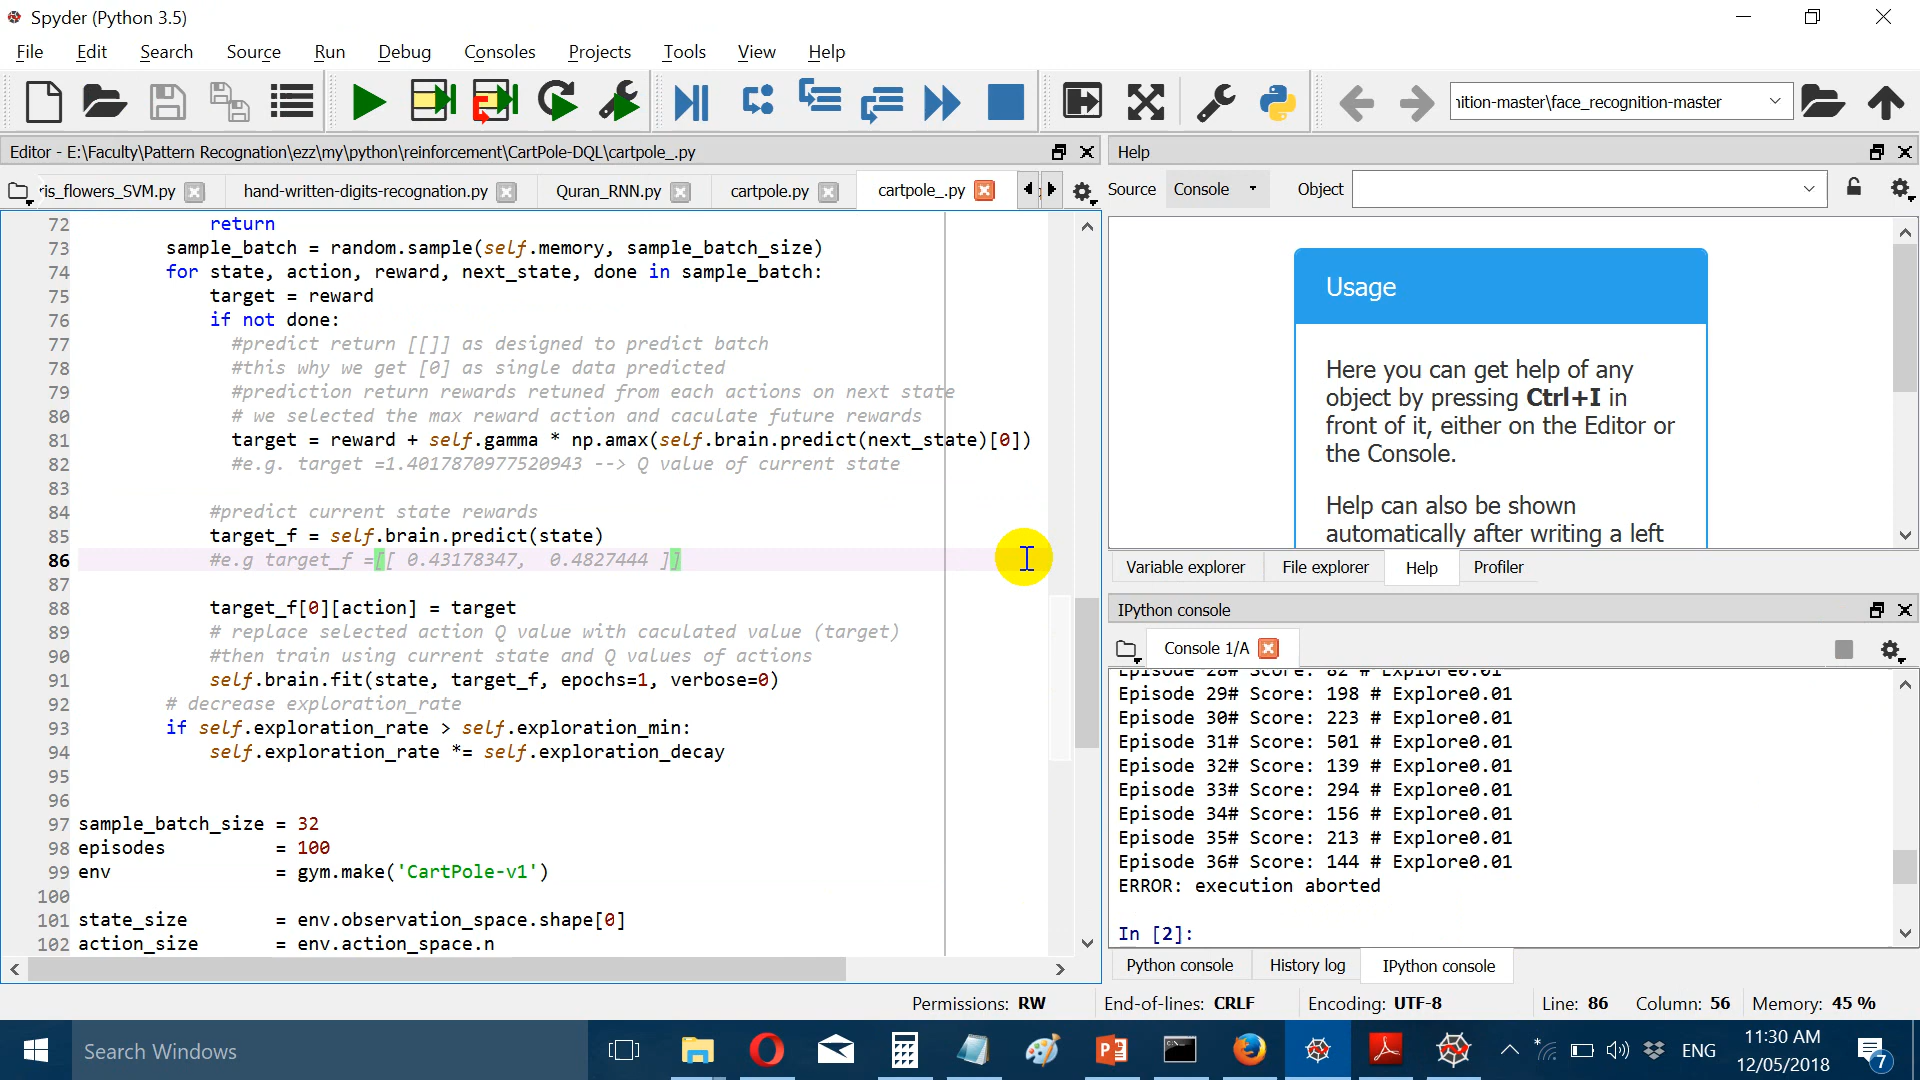 Spyder (Python 3.5)
File Edit Search Source Run Debug Consoles Projects Tools View Help
ition-master\face_recognition-master
Editor - E:\Faculty\Pattern Recognation\ezz\my\python\reinforcement\CartPole-DQL\cartpole_.py
ris_flowers_SVM.py hand-written-digits-recognation.py Quran_RNN.py cartpole.py cartpole_.py
72 return
73 sample_batch = random.sample(self.memory, sample_batch_size)
74 for state, action, reward, next_state, done in sample_batch:
75 target = reward
76 if not done:
77 #predict return [[]] as designed to predict batch
78 #this why we get [0] as single data predicted
79 #prediction return rewards retuned from each actions on next state
80 # we selected the max reward action and caculate future rewards
81 target = reward + self.gamma * np.amax(self.brain.predict(next_state)[0])
82 #e.g. target =1.4017870977520943 --> Q value of current state
83
84 #predict current state rewards
85 target_f = self.brain.predict(state)
86 #e.g target_f =[[ 0.43178347, 0.4827444 ]]
87
88 target_f[0][action] = target
89 # replace selected action Q value with caculated value (target)
90 #then train using current state and Q values of actions
91 self.brain.fit(state, target_f, epochs=1, verbose=0)
92 # decrease exploration_rate
93 if self.exploration_rate > self.exploration_min:
94 self.exploration_rate *= self.exploration_decay
95
96
97 sample_batch_size = 32
98 episodes = 100
99 env = gym.make('CartPole-v1')
100
101 state_size = env.observation_space.shape[0]
102 action_size = env.action_space.n
Help
Source Console Object
Usage
Here you can get help of any
object by pressing Ctrl+I in
front of it, either on the Editor or
the Console.
Help can also be shown
automatically after writing a left
Variable explorer File explorer Help Profiler
IPython console
Console 1/A
Episode 28# Score: 82 # Explore0.01
Episode 29# Score: 198 # Explore0.01
Episode 30# Score: 223 # Explore0.01
Episode 31# Score: 501 # Explore0.01
Episode 32# Score: 139 # Explore0.01
Episode 33# Score: 294 # Explore0.01
Episode 34# Score: 156 # Explore0.01
Episode 35# Score: 213 # Explore0.01
Episode 36# Score: 144 # Explore0.01
ERROR: execution aborted
In [2]:
Python console History log IPython console
Permissions: RW End-of-lines: CRLF Encoding: UTF-8 Line: 86 Column: 56 Memory: 45 %
Search Windows
ENG
11:30 AM
12/05/2018
7